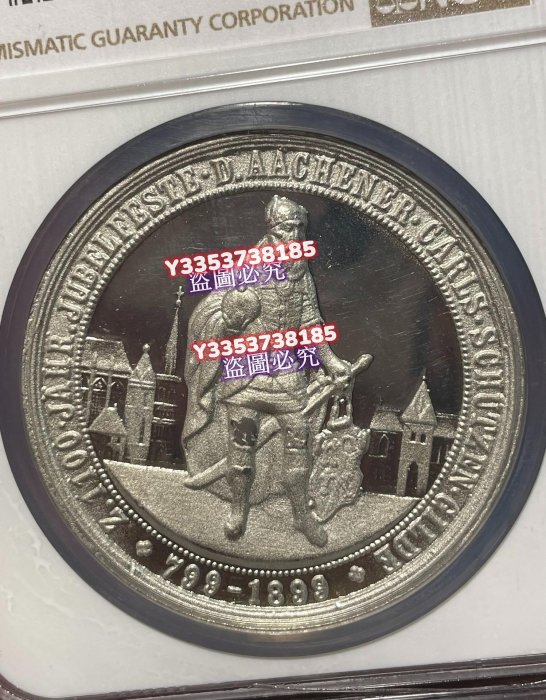 NUMISMATIC GUARANTY CORPORATION
Z. 1100 JÄHR. JUBELFESTE · D. AACHENER · CARLS · SCHÜTZEN · GILDE
Y3353738185
盜圖必究
Y3353738185
盜圖必究
799-1899